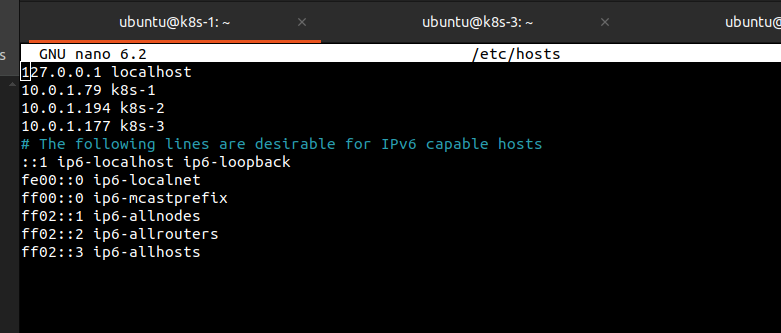 ubuntu@k8s-1: ~ × ubuntu@k8s-3: ~ × ubuntu@
s GNU nano 6.2 /etc/hosts
127.0.0.1 localhost
10.0.1.79 k8s-1
10.0.1.194 k8s-2
10.0.1.177 k8s-3
# The following lines are desirable for IPv6 capable hosts
::1 ip6-localhost ip6-loopback
fe00::0 ip6-localnet
ff00::0 ip6-mcastprefix
ff02::1 ip6-allnodes
ff02::2 ip6-allrouters
ff02::3 ip6-allhosts